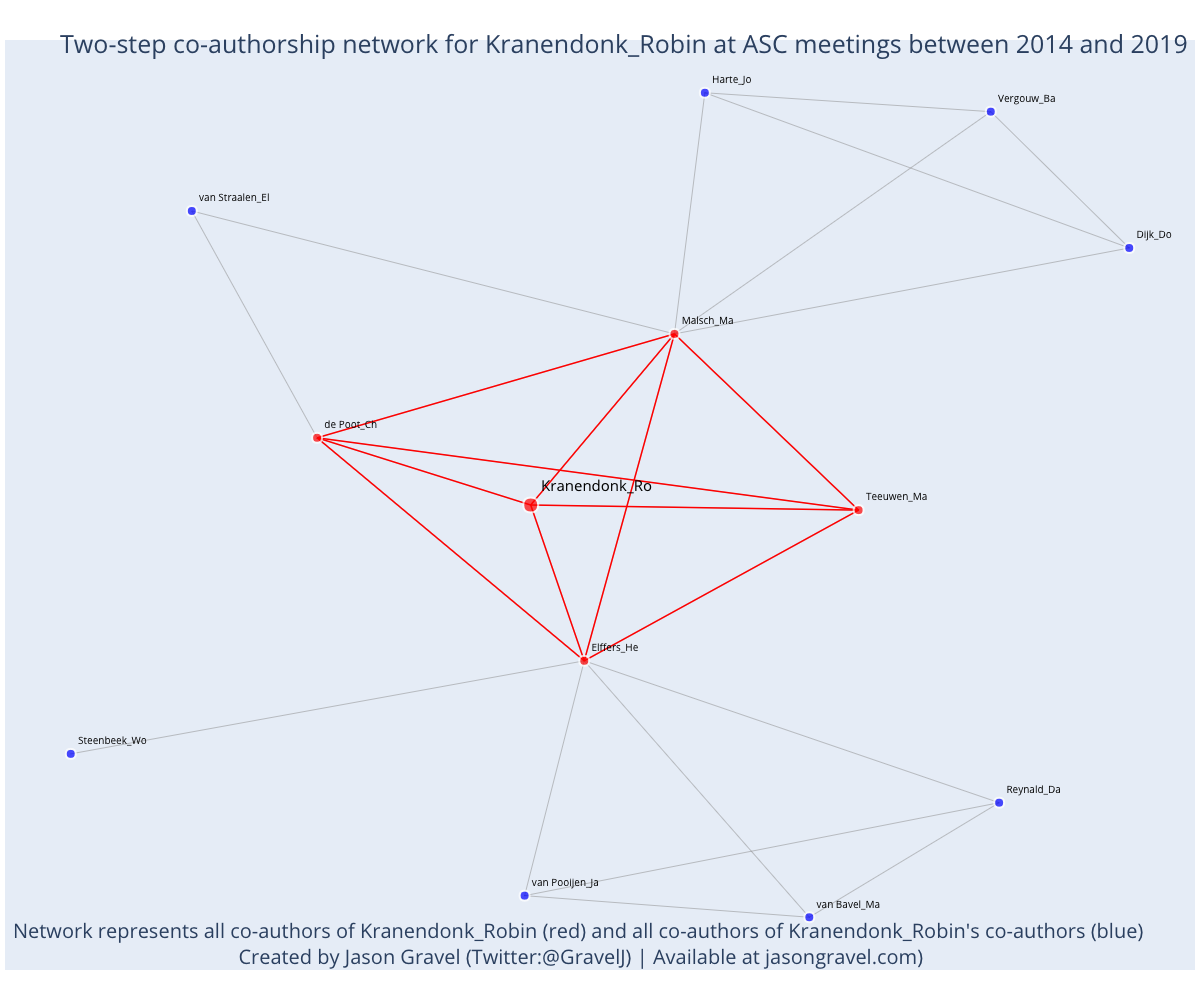 Two-step co-authorship network for Kranendonk_Robin at ASC meetings between 2014 and 2019
Harte_Jo
Vergouw_Ba
van Straalen_El
Dijk_Do
Malsch_Ma
de Poot_Ch
Kranendonk_Ro
Teeuwen_Ma
Elffers_He
Steenbeek_Wo
Reynald_Da
van Pooijen_Ja
van Bavel_Ma
Network represents all co-authors of Kranendonk_Robin (red) and all co-authors of Kranendonk_Robin's co-authors (blue)
Created by Jason Gravel (Twitter:@GravelJ) | Available at jasongravel.com)